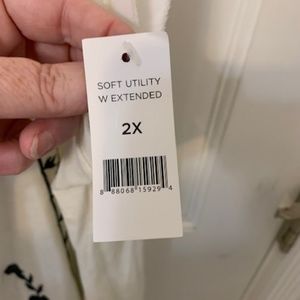 SOFT UTILITY
W EXTENDED
2X
8 88068 15929 4